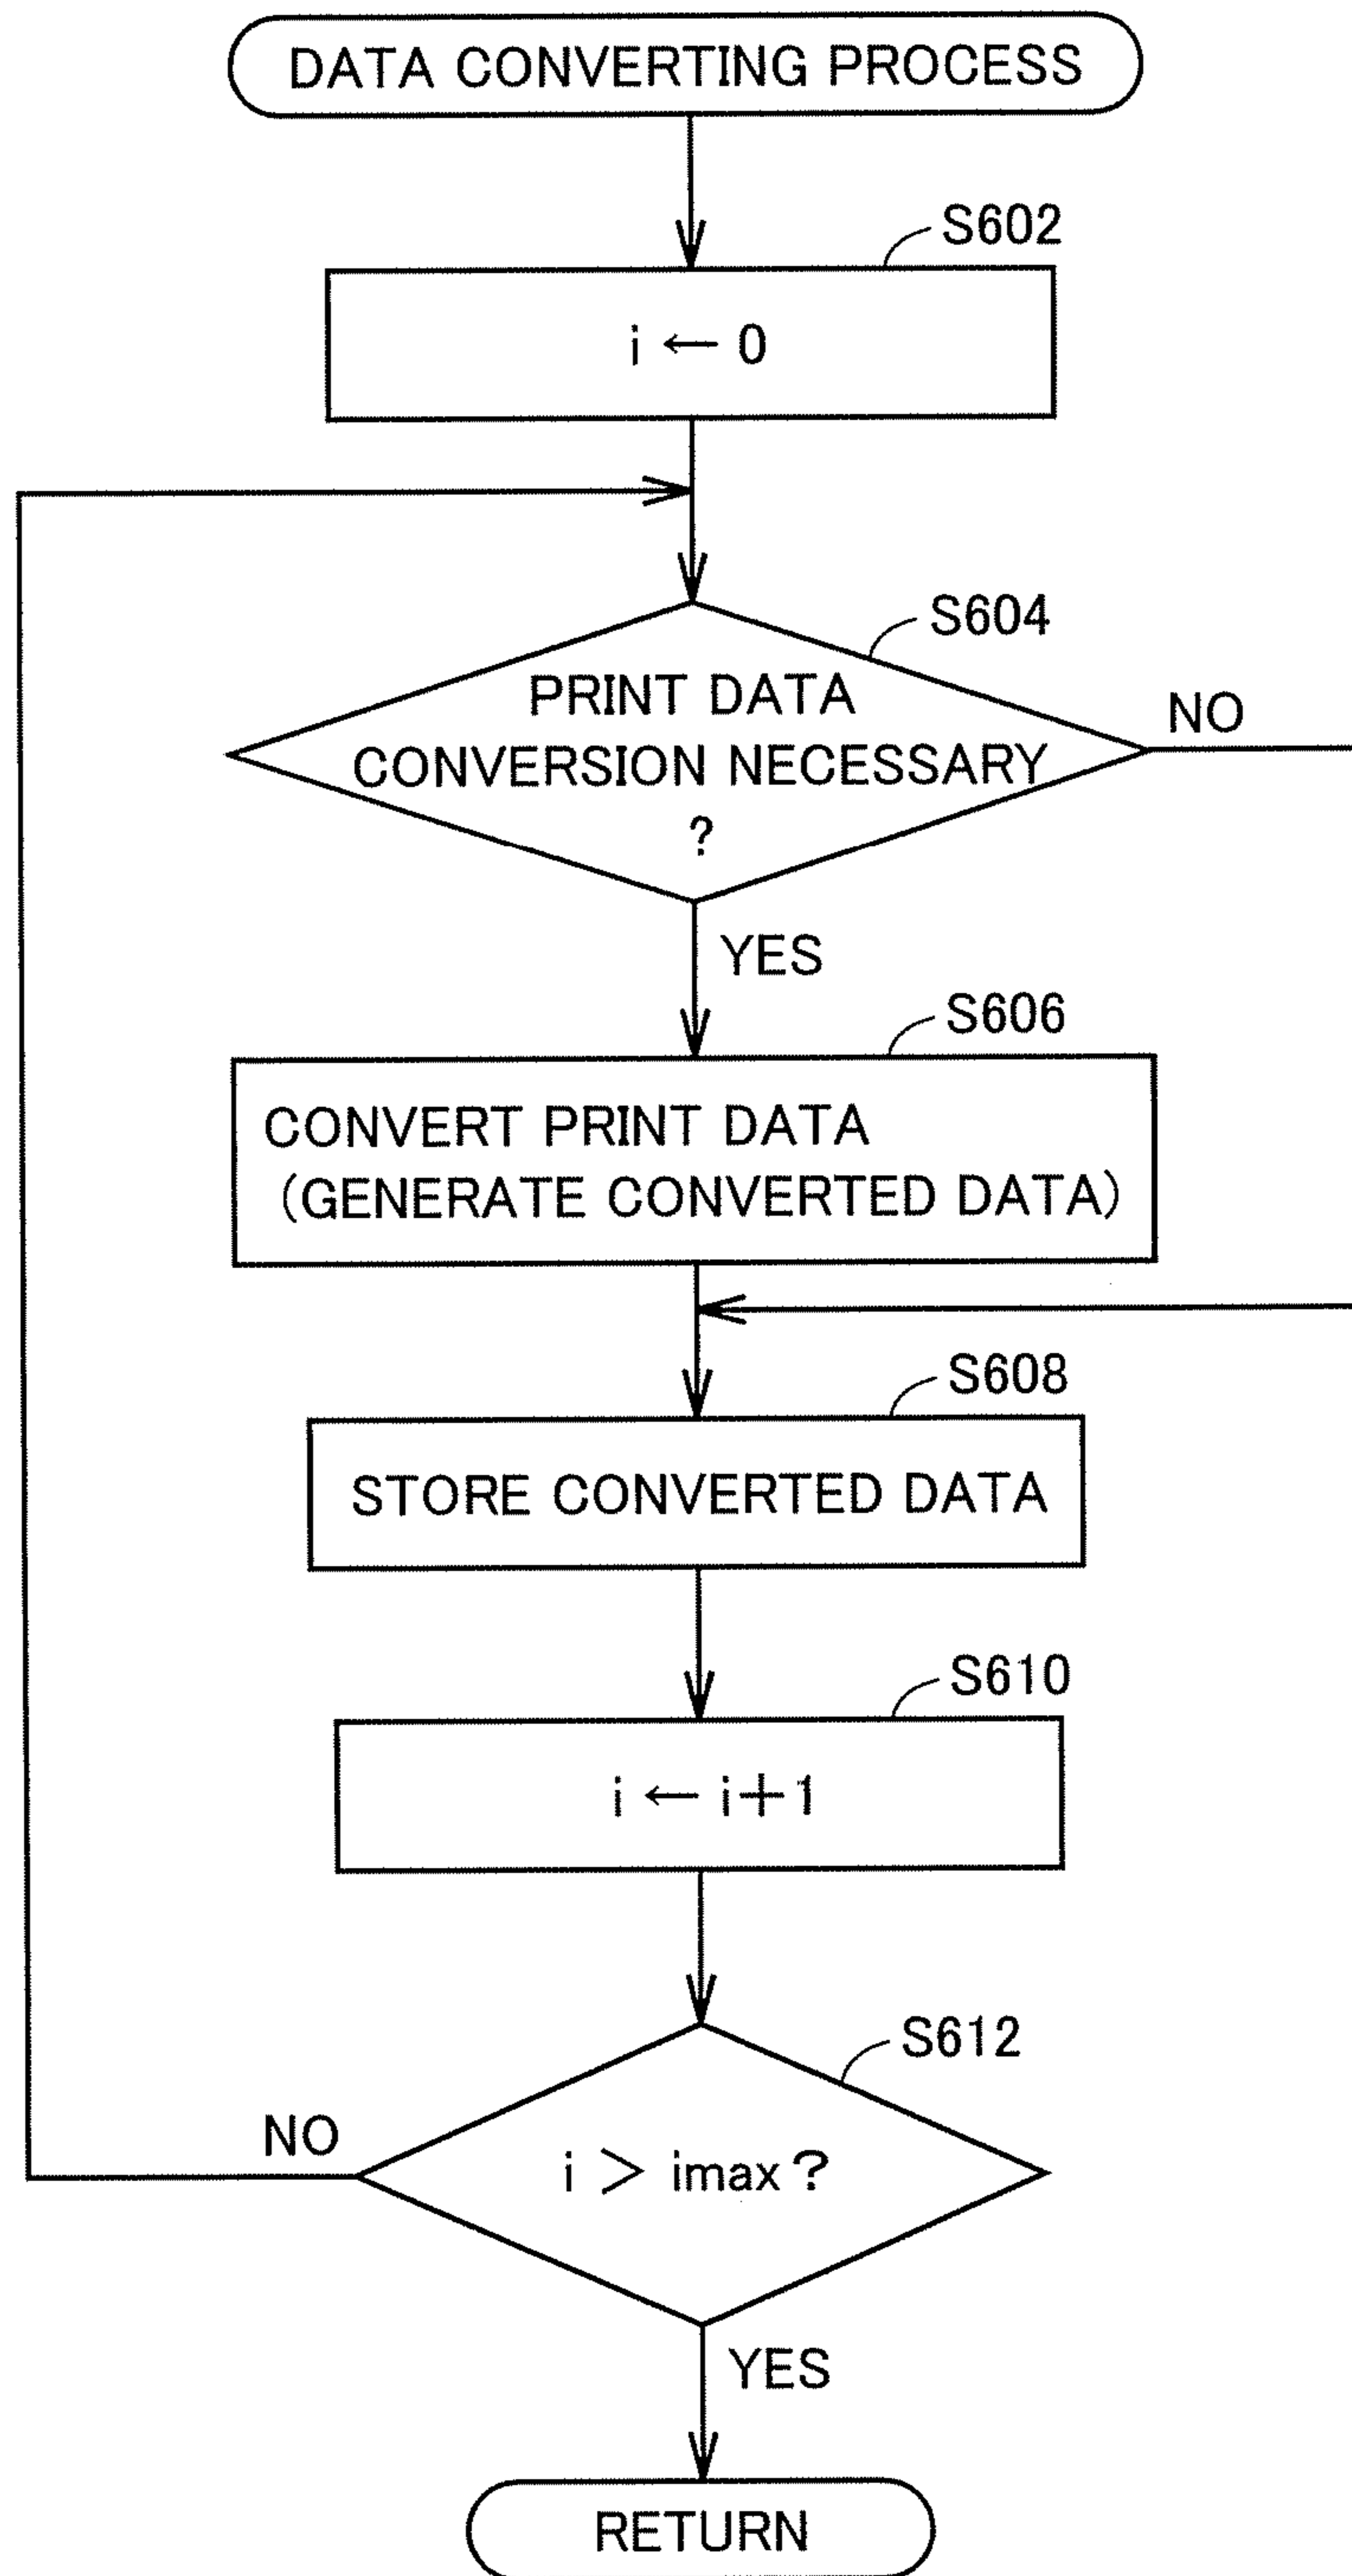 DATA CONVERTING PROCESS
S602
i ← 0
S604
PRINT DATA
CONVERSION NECESSARY
?
NO
YES
S606
CONVERT PRINT DATA
(GENERATE CONVERTED DATA)
S608
STORE CONVERTED DATA
S610
i ← i+1
S612
i > imax?
NO
YES
RETURN